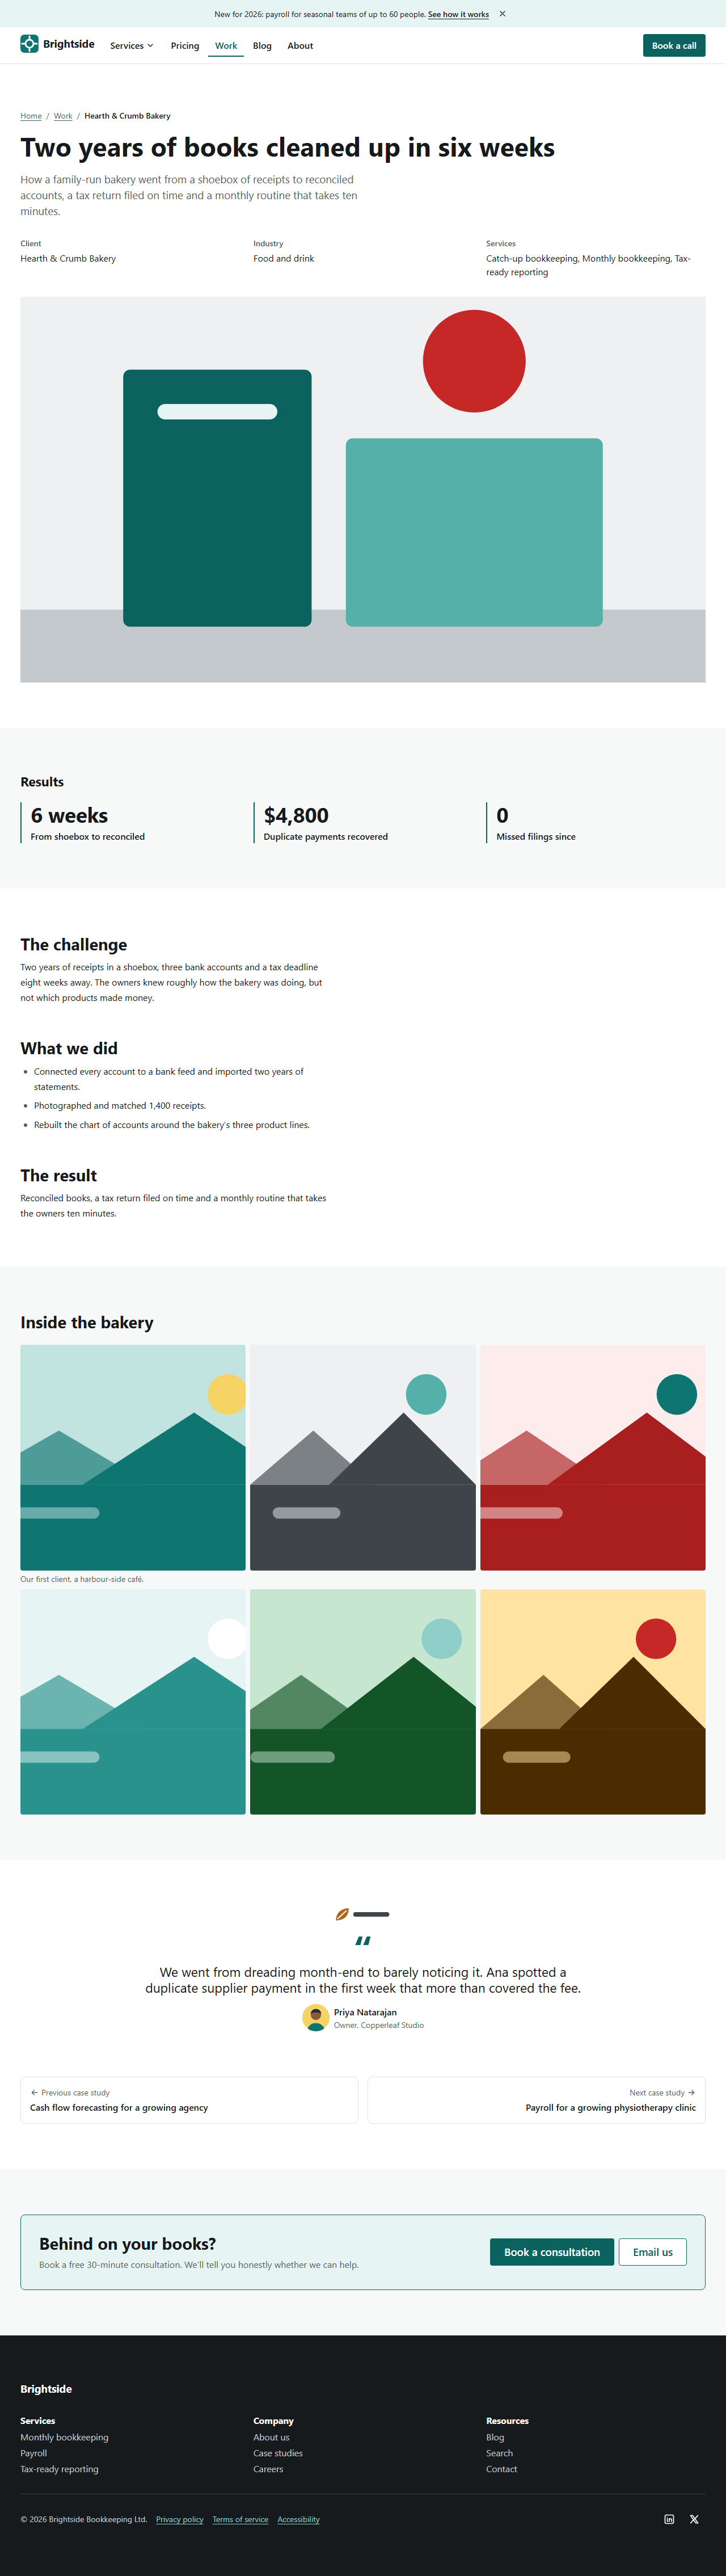 New for 2026: payroll for seasonal teams of up to 60 people. See how it works
Brightside
Services
Pricing
Work
Blog
About
Book a call
Home / Work / Hearth & Crumb Bakery
Two years of books cleaned up in six weeks
How a family-run bakery went from a shoebox of receipts to reconciled
accounts, a tax return filed on time and a monthly routine that takes ten
minutes.
Client
Hearth & Crumb Bakery
Industry
Food and drink
Services
Catch-up bookkeeping, Monthly bookkeeping, Tax-
ready reporting
Results
6 weeks
From shoebox to reconciled
$4,800
Duplicate payments recovered
0
Missed filings since
The challenge
Two years of receipts in a shoebox, three bank accounts and a tax deadline
eight weeks away. The owners knew roughly how the bakery was doing, but
not which products made money.
What we did
• Connected every account to a bank feed and imported two years of
statements.
• Photographed and matched 1,400 receipts.
• Rebuilt the chart of accounts around the bakery's three product lines.
The result
Reconciled books, a tax return filed on time and a monthly routine that takes
the owners ten minutes.
Inside the bakery
Our first client, a harbour-side café.
“
We went from dreading month-end to barely noticing it. Ana spotted a
duplicate supplier payment in the first week that more than covered the fee.
Priya Natarajan
Owner, Copperleaf Studio
← Previous case study
Cash flow forecasting for a growing agency
Next case study →
Payroll for a growing physiotherapy clinic
Behind on your books?
Book a free 30-minute consultation. We'll tell you honestly whether we can help.
Book a consultation
Email us
Brightside
Services
Monthly bookkeeping
Payroll
Tax-ready reporting
Company
About us
Case studies
Careers
Resources
Blog
Search
Contact
© 2026 Brightside Bookkeeping Ltd. Privacy policy Terms of service Accessibility